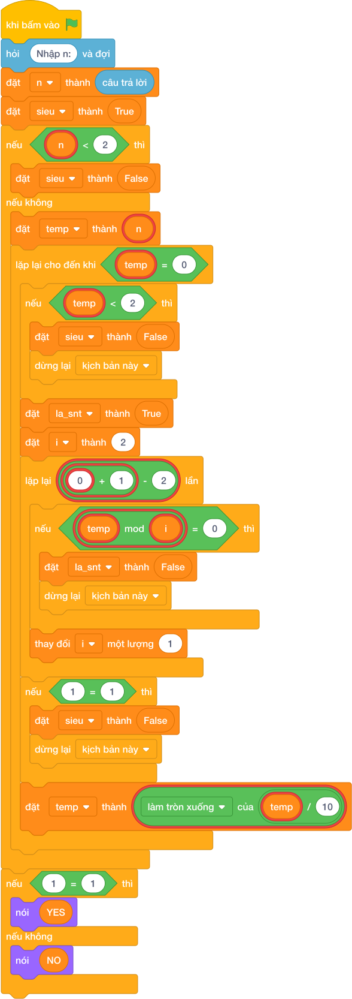 khi bấm vào
hỏi Nhập n: và đợi
đặt n thành câu trả lời
đặt sieu thành True
nếu n < 2 thì
đặt sieu thành False
nếu không
đặt temp thành n
lặp lại cho đến khi temp = 0
nếu temp < 2 thì
đặt sieu thành False
dừng lại kịch bản này
đặt la_snt thành True
đặt i thành 2
lặp lại 0 + 1 - 2 lần
nếu temp mod i = 0 thì
đặt la_snt thành False
dừng lại kịch bản này
thay đổi i một lượng 1
nếu 1 = 1 thì
đặt sieu thành False
dừng lại kịch bản này
đặt temp thành làm tròn xuống của temp / 10
nếu 1 = 1 thì
nói YES
nếu không
nói NO